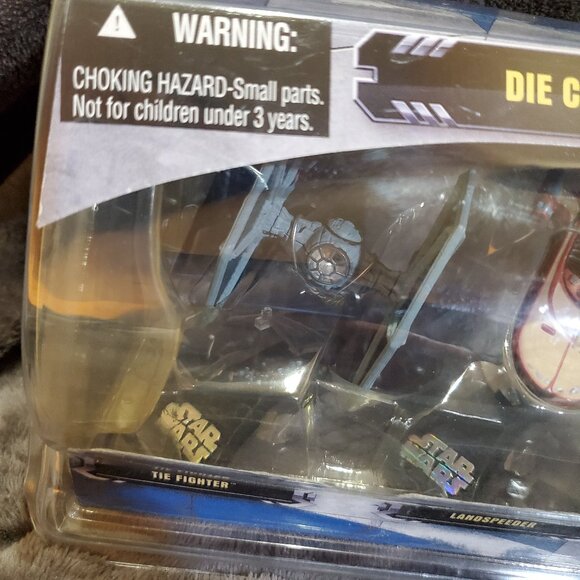 WARNING:
CHOKING HAZARD-Small parts.
Not for children under 3 years.
DIE C
STAR
WARS
STAR
WARS
TIE FIGHTER
LANDSPEEDER